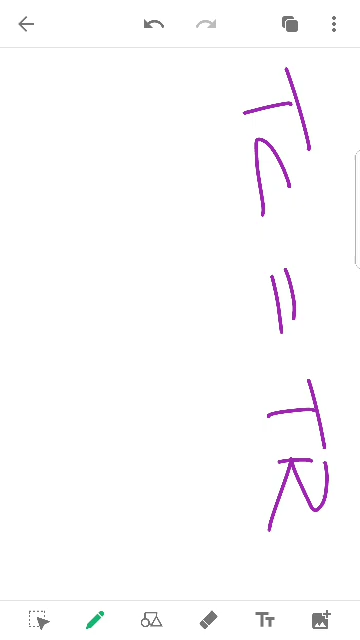 TC = TR